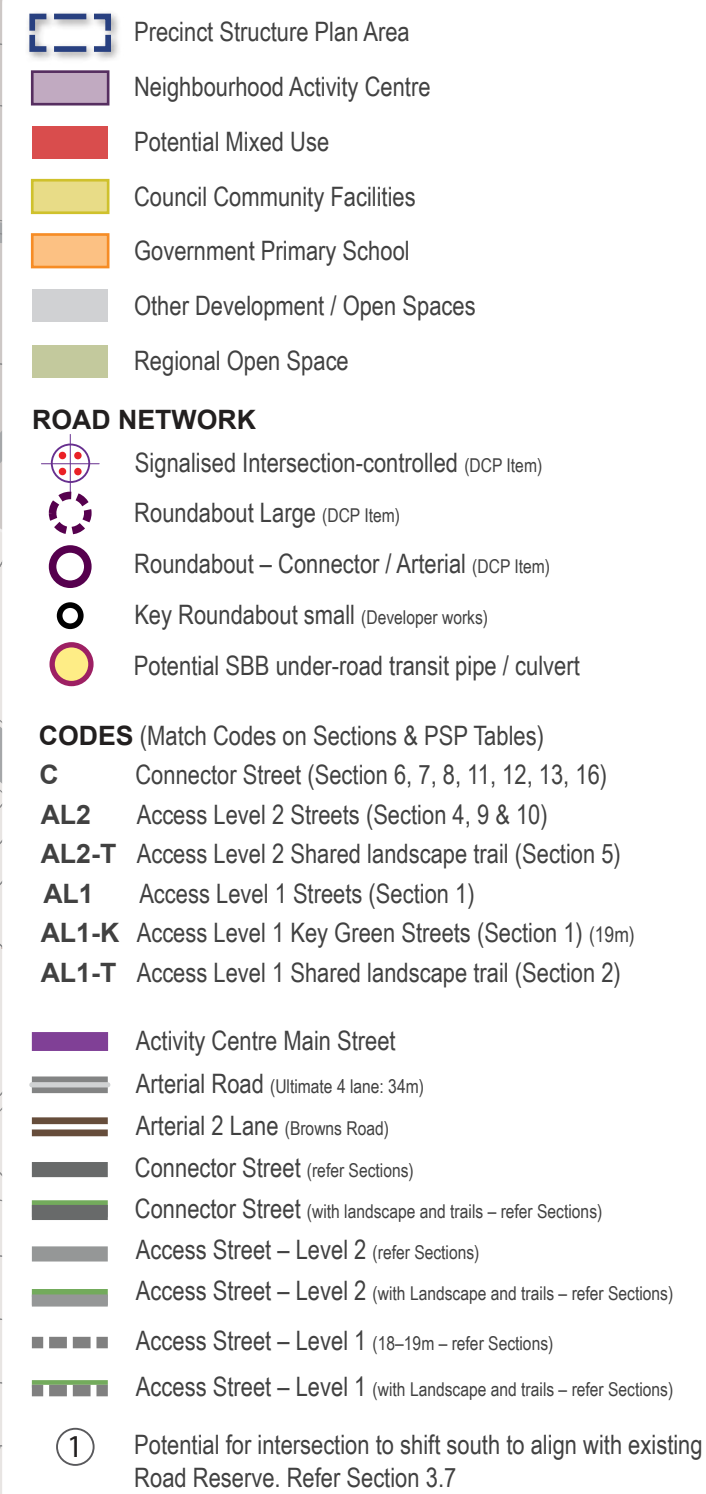 Precinct Structure Plan Area
Neighbourhood Activity Centre
Potential Mixed Use
Council Community Facilities
Government Primary School
Other Development / Open Spaces
Regional Open Space
ROAD NETWORK
Signalised Intersection-controlled (DCP Item)
Roundabout Large (DCP Item)
Roundabout – Connector / Arterial (DCP Item)
Key Roundabout small (Developer works)
Potential SBB under-road transit pipe / culvert
CODES (Match Codes on Sections & PSP Tables)
C Connector Street (Section 6, 7, 8, 11, 12, 13, 16)
AL2 Access Level 2 Streets (Section 4, 9 & 10)
AL2-T Access Level 2 Shared landscape trail (Section 5)
AL1 Access Level 1 Streets (Section 1)
AL1-K Access Level 1 Key Green Streets (Section 1) (19m)
AL1-T Access Level 1 Shared landscape trail (Section 2)
Activity Centre Main Street
Arterial Road (Ultimate 4 lane: 34m)
Arterial 2 Lane (Browns Road)
Connector Street (refer Sections)
Connector Street (with landscape and trails – refer Sections)
Access Street – Level 2 (refer Sections)
Access Street – Level 2 (with Landscape and trails – refer Sections)
Access Street – Level 1 (18–19m – refer Sections)
Access Street – Level 1 (with Landscape and trails – refer Sections)
1 Potential for intersection to shift south to align with existing
Road Reserve. Refer Section 3.7